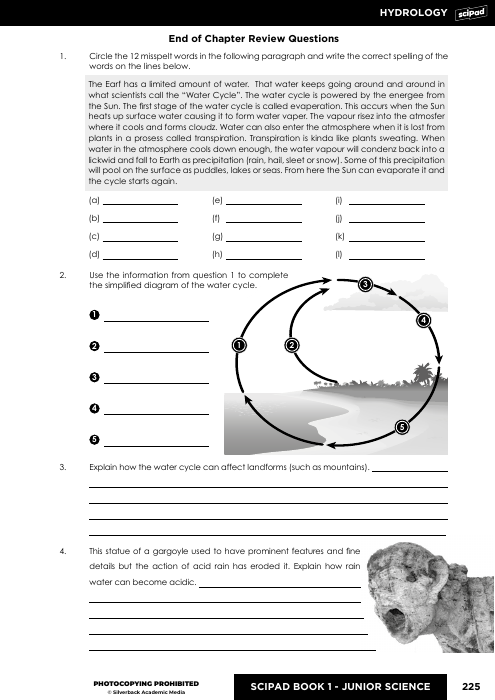 HYDROLOGY
scipad
End of Chapter Review Questions
1. Circle the 12 misspelt words in the following paragraph and write the correct spelling of the
words on the lines below.
The Earf has a limited amount of water. That water keeps going around and around in
what scientists call the “Water Cycle”. The water cycle is powered by the energee from
the Sun. The first stage of the water cycle is called evaperation. This occurs when the Sun
heats up surface water causing it to form water vaper. The vapour risez into the atmosfer
where it cools and forms cloudz. Water can also enter the atmosphere when it is lost from
plants in a prosess called transpiration. Transpiration is kinda like plants sweating. When
water in the atmosphere cools down enough, the water vapour will condenz back into a
lickwid and fall to Earth as precipitation (rain, hail, sleet or snow). Some of this precipitation
will pool on the surface as puddles, lakes or seas. From here the Sun can evaporate it and
the cycle starts again.
(a) (e) (i)
(b) (f) (j)
(c) (g) (k)
(d) (h) (l)
2. Use the information from question 1 to complete
the simplified diagram of the water cycle.
1
2
3
4
5
3
4
1
2
5
3. Explain how the water cycle can affect landforms (such as mountains).
4. This statue of a gargoyle used to have prominent features and fine
details but the action of acid rain has eroded it. Explain how rain
water can become acidic.
PHOTOCOPYING PROHIBITED
© Silverback Academic Media
SCIPAD BOOK 1 - JUNIOR SCIENCE
225